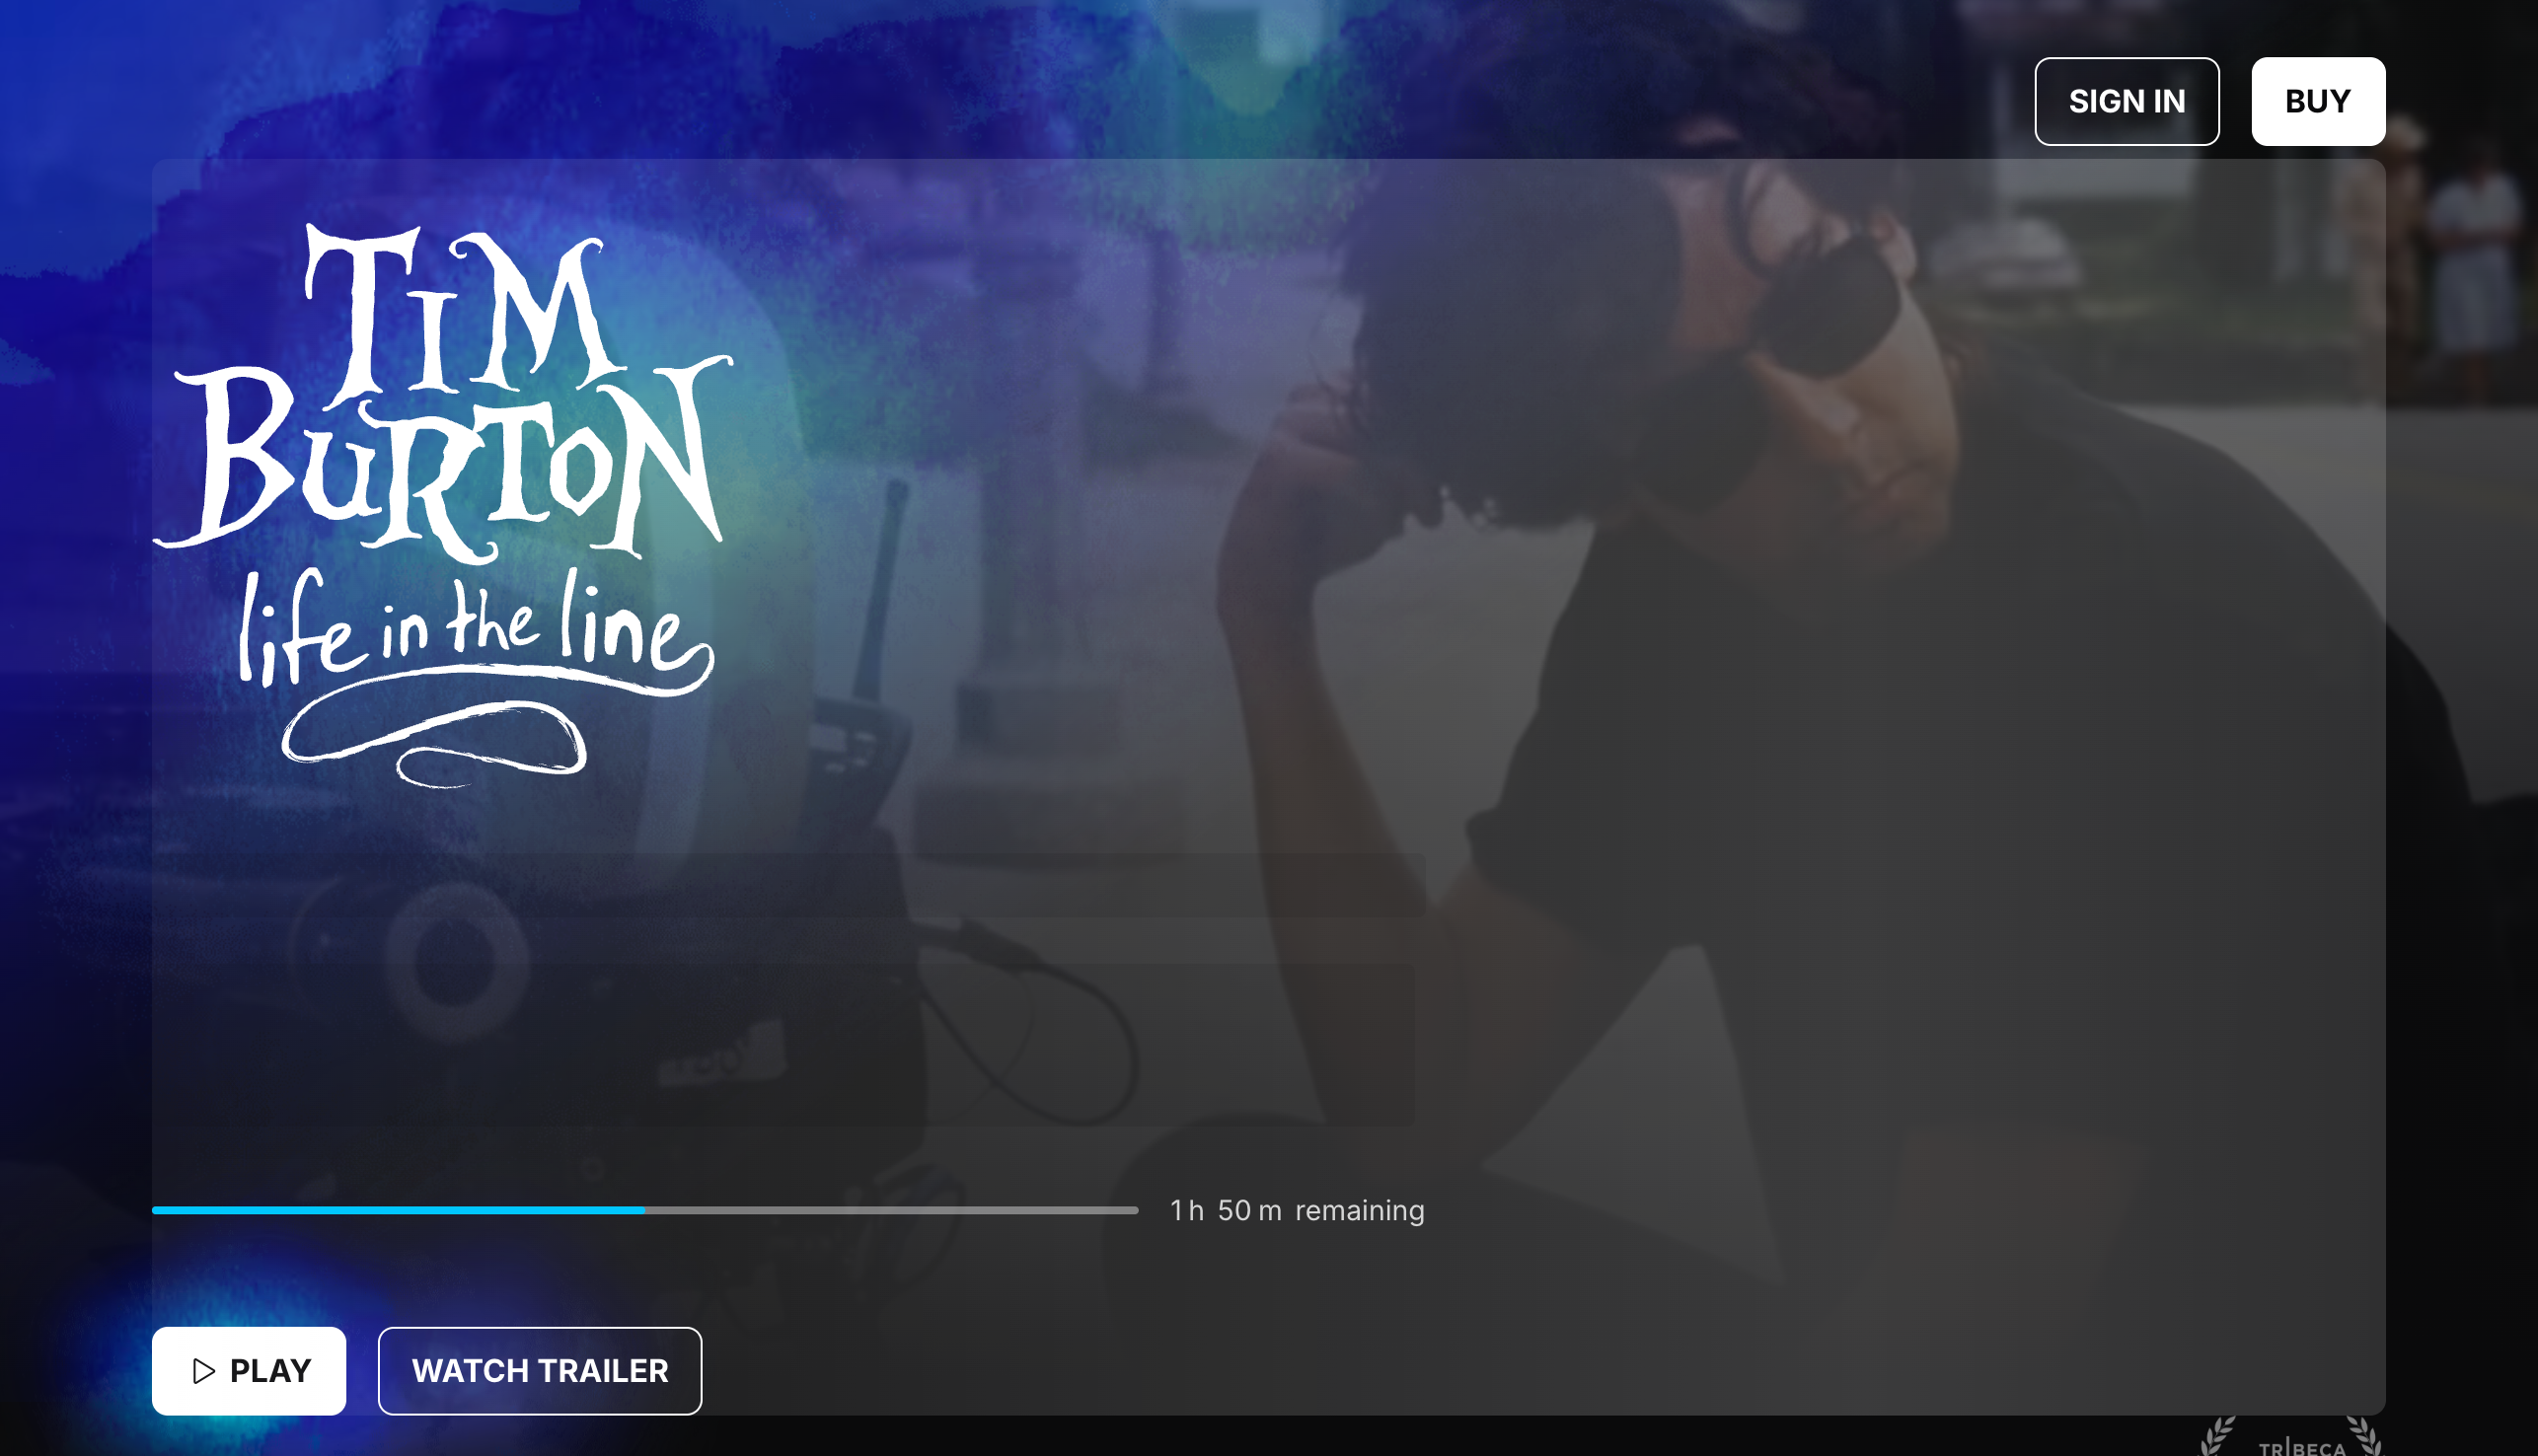 SIGN IN
BUY
TIM
BURTON
life in the line
1 h 50 m remaining
PLAY
WATCH TRAILER
TRIBECA